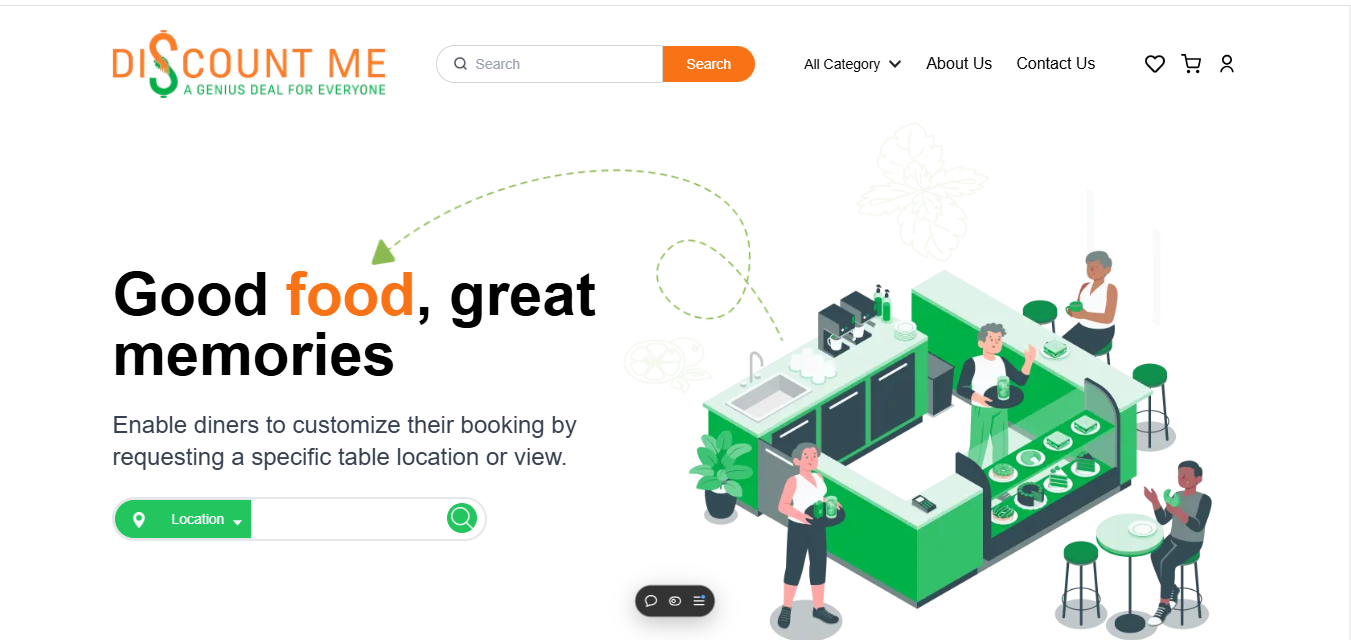 DISCOUNT ME
A GENIUS DEAL FOR EVERYONE
Search
Search
All Category
About Us
Contact Us
Good food, great
memories
Enable diners to customize their booking by
requesting a specific table location or view.
Location